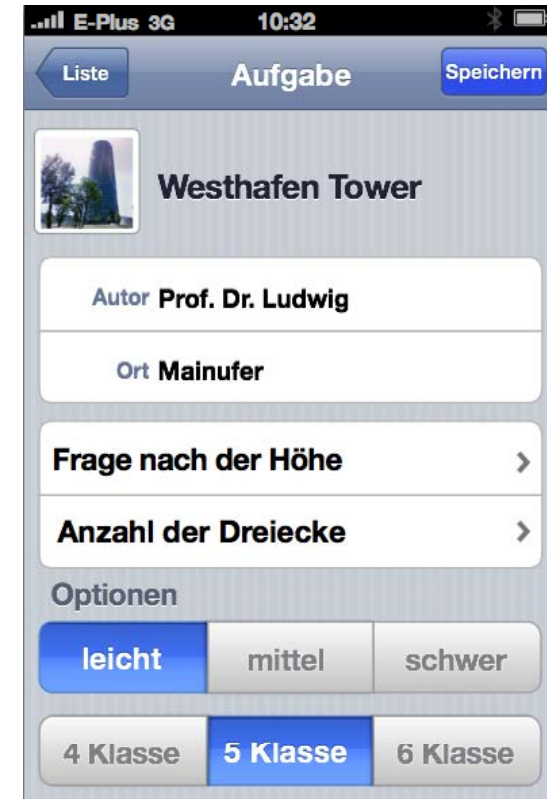 E-Plus 3G 10:32
Liste Aufgabe Speichern
Westhafen Tower
Autor Prof. Dr. Ludwig
Ort Mainufer
Frage nach der Höhe
Anzahl der Dreiecke
Optionen
leicht mittel schwer
4 Klasse 5 Klasse 6 Klasse